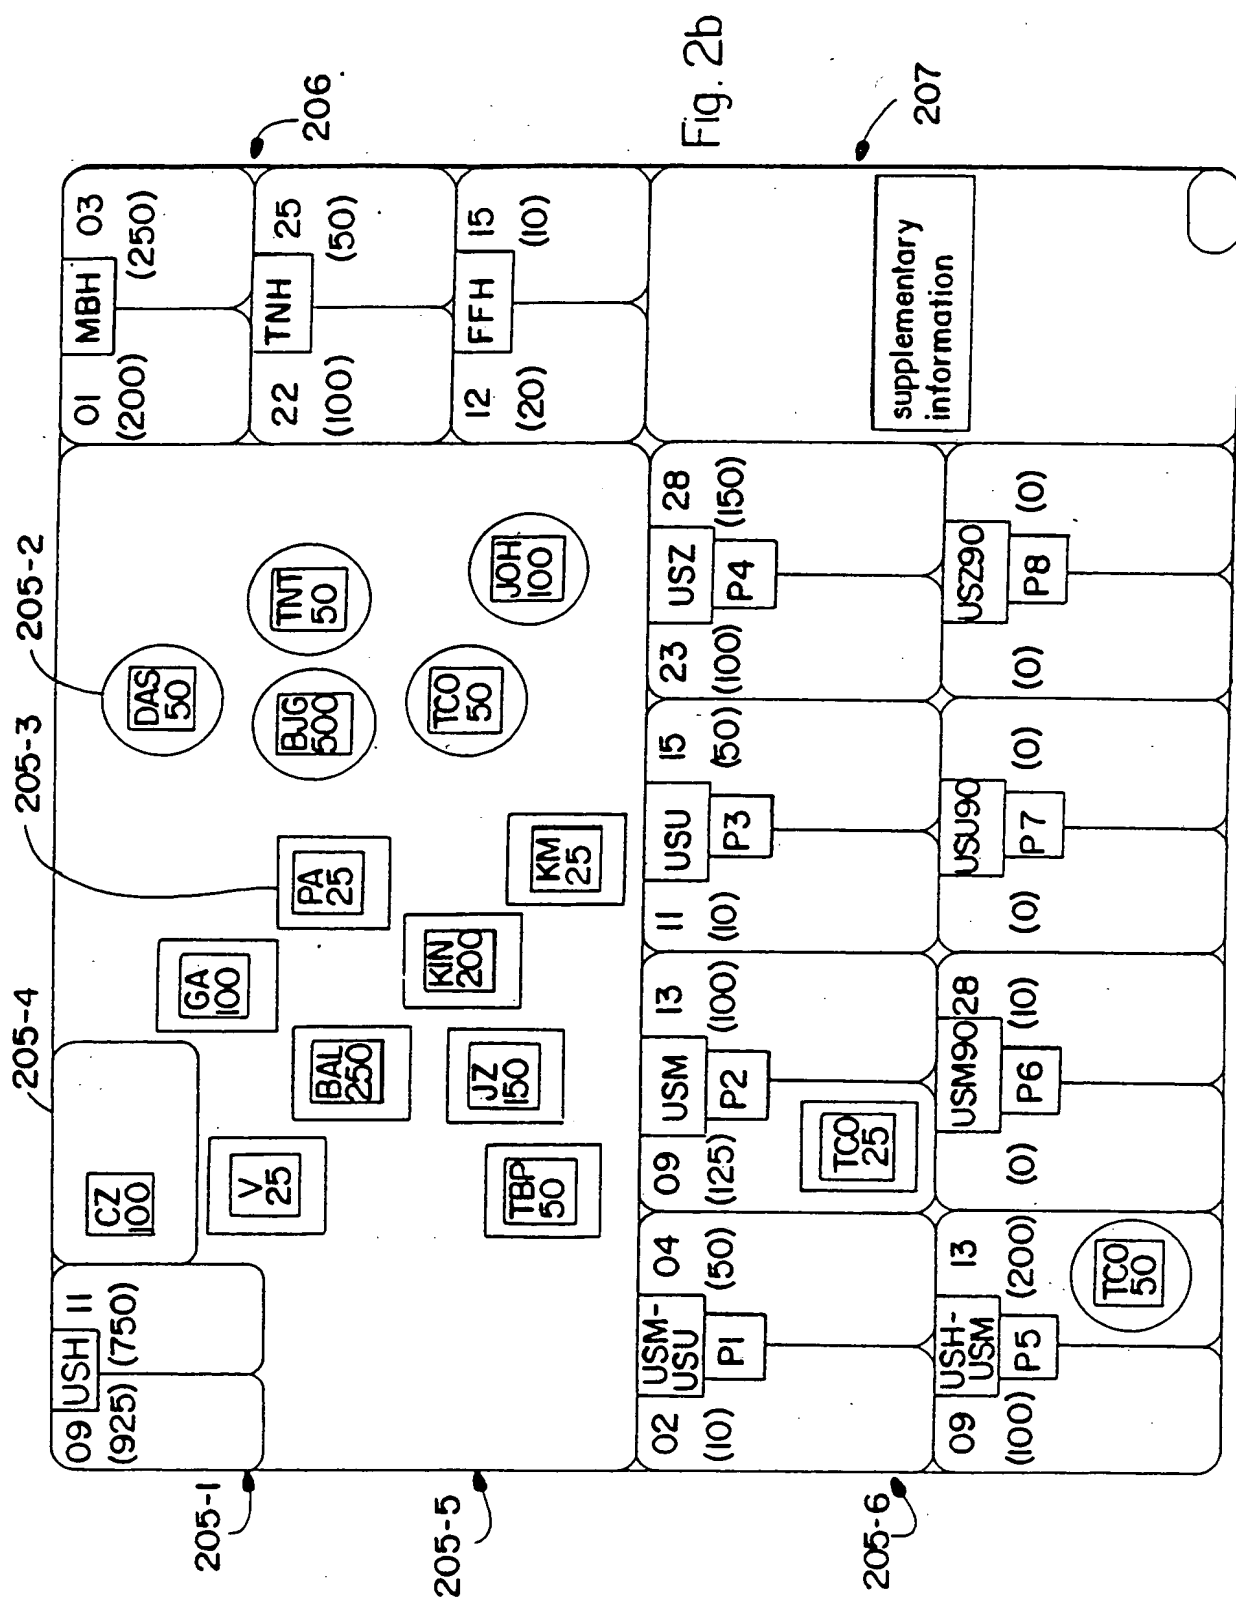 205-4
205-3
205-2
206
09
USH
11
(925)
(750)
CZ
100
V
25
GA
100
BAL
250
PA
25
KIN
200
JZ
150
TBP
50
KM
25
DAS
50
BJG
500
TNT
50
TCO
50
JOH
100
01
MBH
03
(200)
(250)
22
TNH
25
(100)
(50)
12
FFH
15
(20)
(10)
205-1
205-5
205-6
Fig. 2b
207
02
USM-
USU
04
(10)
P1
(50)
09
USM
13
(125)
P2
(100)
TCO
25
11
USU
15
(10)
P3
(50)
23
USZ
28
(100)
P4
(150)
09
USH-
USM
13
(100)
P5
(200)
TCO
50
USM90
28
(0)
P6
(10)
USU90
(0)
P7
(0)
USZ90
(0)
P8
(0)
supplementary
information